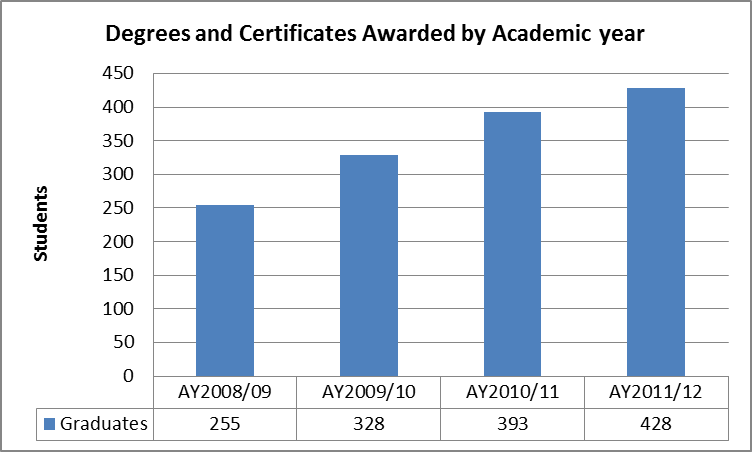 Degrees and Certificates Awarded by Academic year
Students
450
400
350
300
250
200
150
100
50
0
AY2008/09 AY2009/10 AY2010/11 AY2011/12
Graduates 255 328 393 428